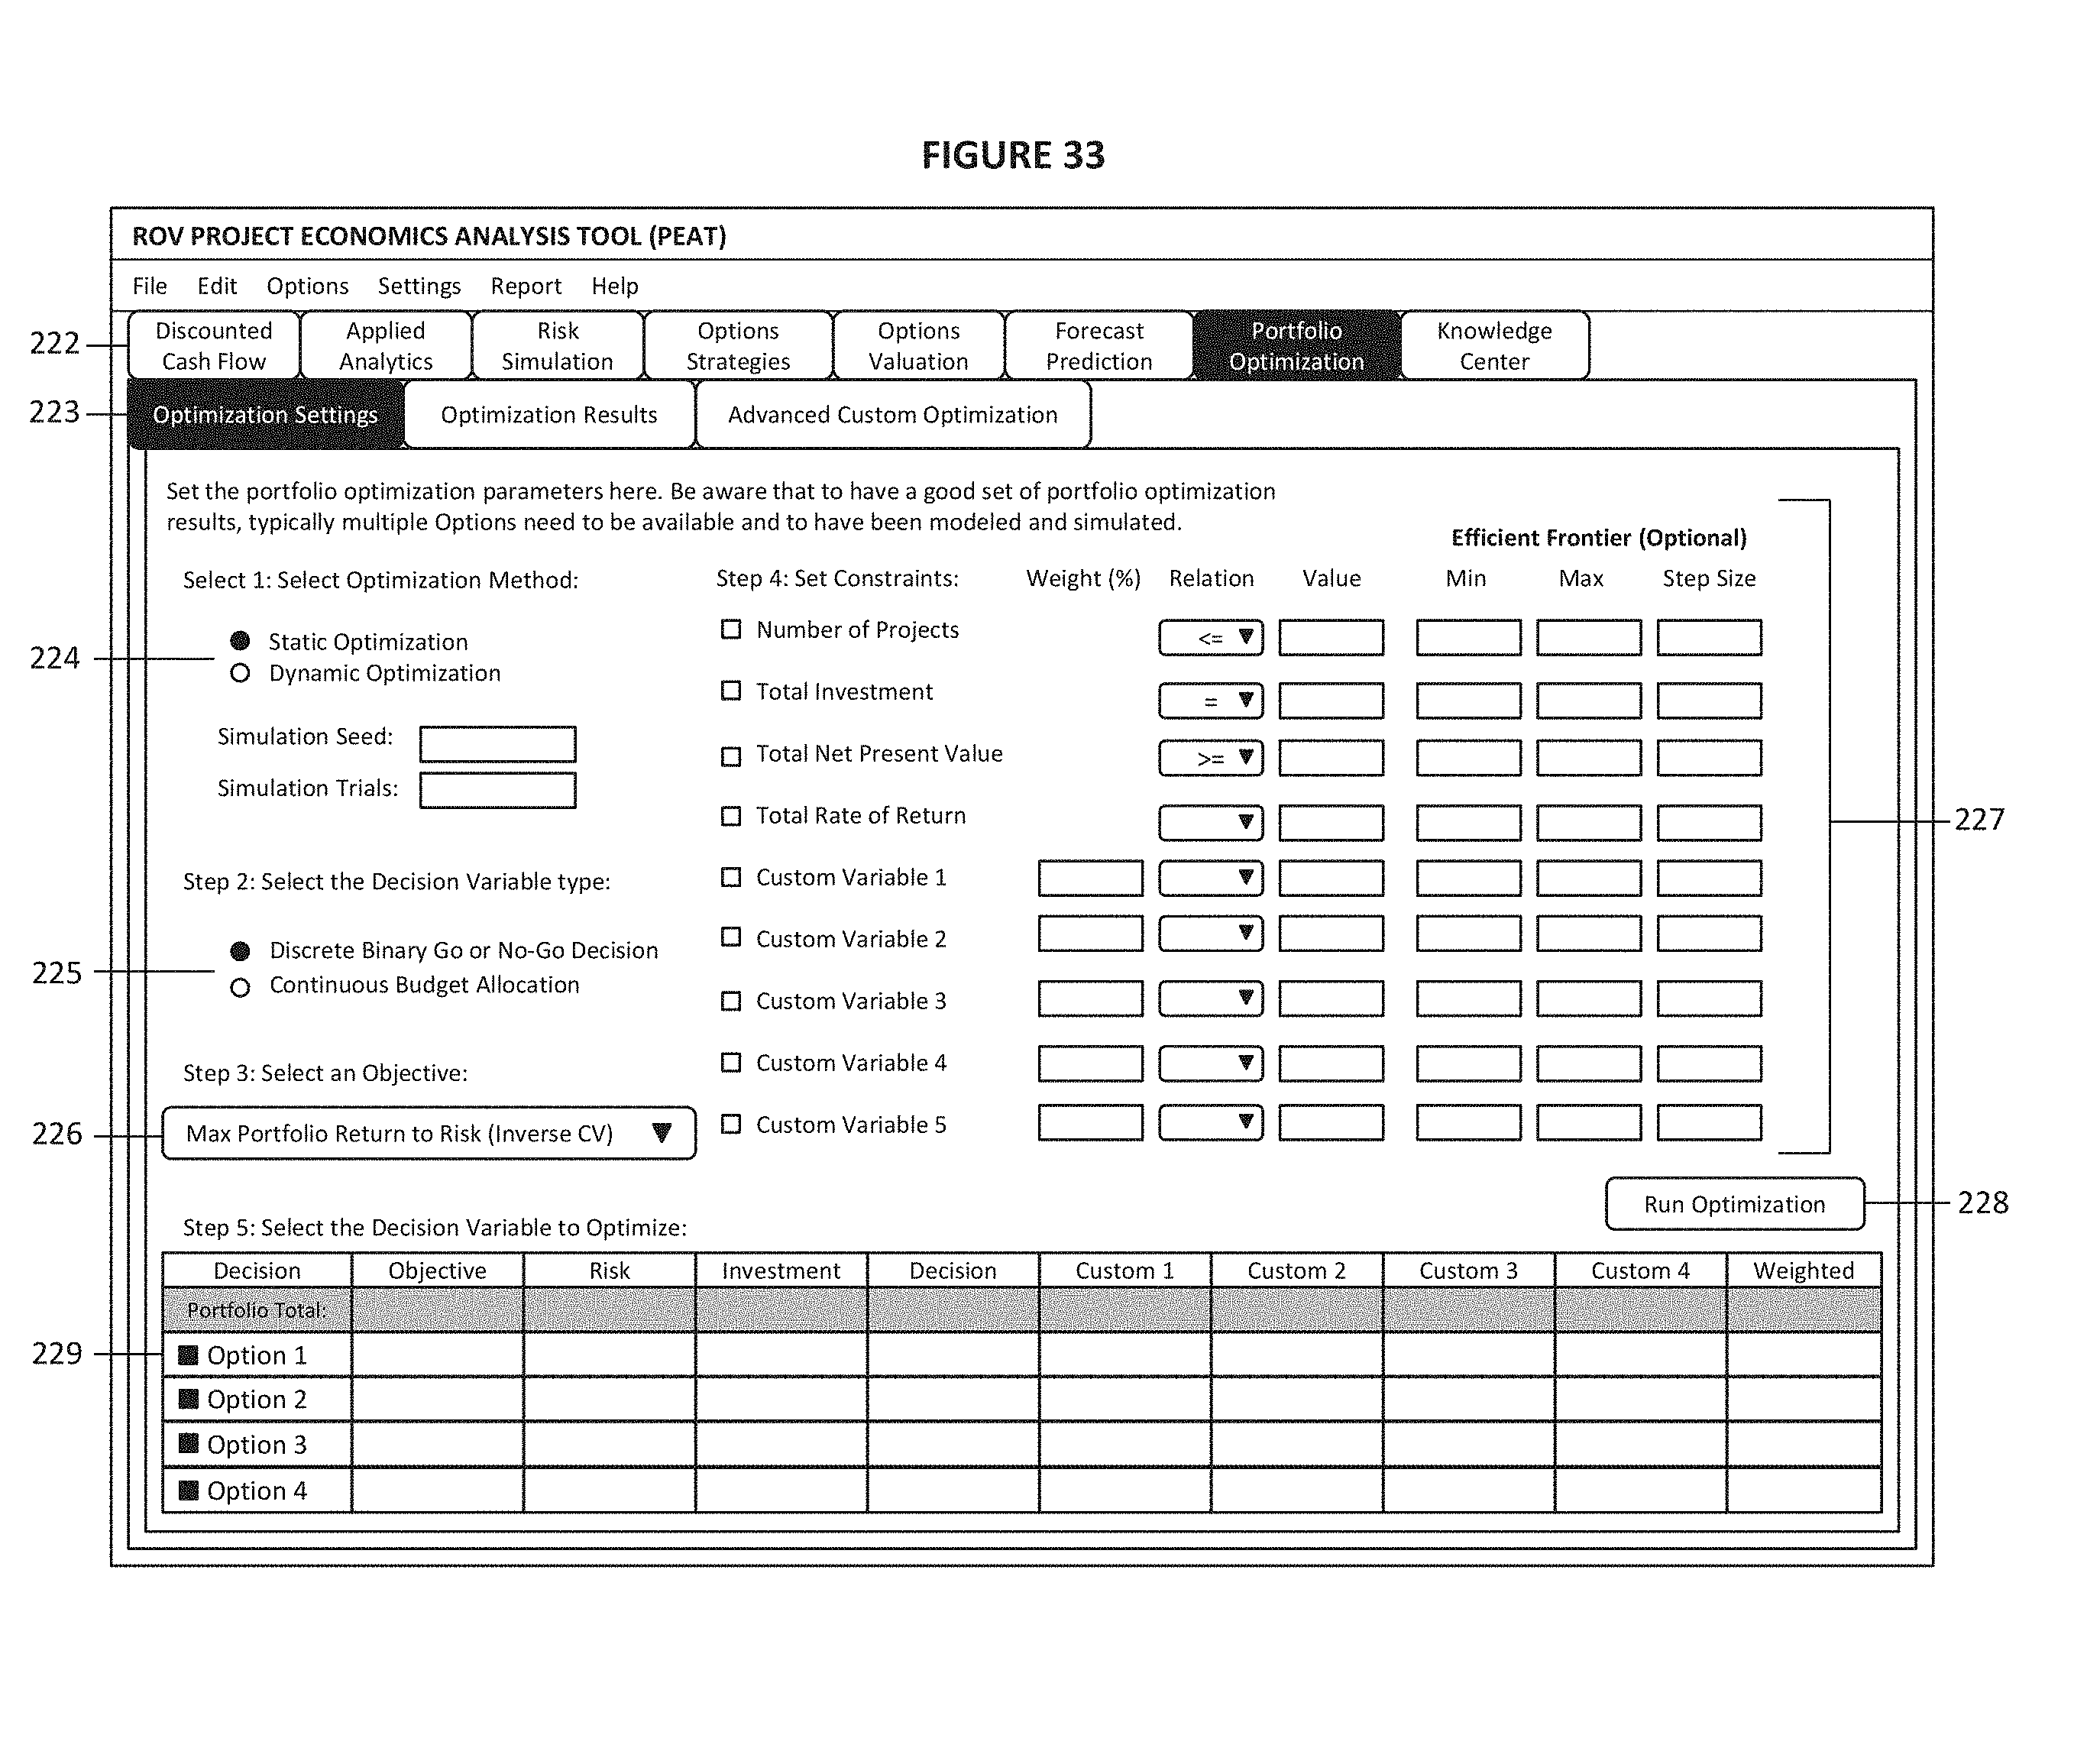 FIGURE 33
ROV PROJECT ECONOMICS ANALYSIS TOOL (PEAT)
File Edit Options Settings Report Help
222
Discounted Cash Flow
Applied Analytics
Risk Simulation
Options Strategies
Options Valuation
Forecast Prediction
Portfolio Optimization
Knowledge Center
223
Optimization Settings
Optimization Results
Advanced Custom Optimization
Set the portfolio optimization parameters here. Be aware that to have a good set of portfolio optimization
results, typically multiple Options need to be available and to have been modeled and simulated.
Select 1: Select Optimization Method:
224
Static Optimization
Dynamic Optimization
Simulation Seed:
Simulation Trials:
Step 2: Select the Decision Variable type:
225
Discrete Binary Go or No-Go Decision
Continuous Budget Allocation
Step 3: Select an Objective:
226
Max Portfolio Return to Risk (Inverse CV) ▼
Efficient Frontier (Optional)
Step 4: Set Constraints: Weight (%) Relation Value Min Max Step Size
Number of Projects <= ▼
Total Investment = ▼
Total Net Present Value >= ▼
Total Rate of Return ▼
Custom Variable 1 ▼
Custom Variable 2 ▼
Custom Variable 3 ▼
Custom Variable 4 ▼
Custom Variable 5 ▼
227
Run Optimization
228
Step 5: Select the Decision Variable to Optimize:
Decision Objective Risk Investment Decision Custom 1 Custom 2 Custom 3 Custom 4 Weighted
Portfolio Total:
229
Option 1
Option 2
Option 3
Option 4